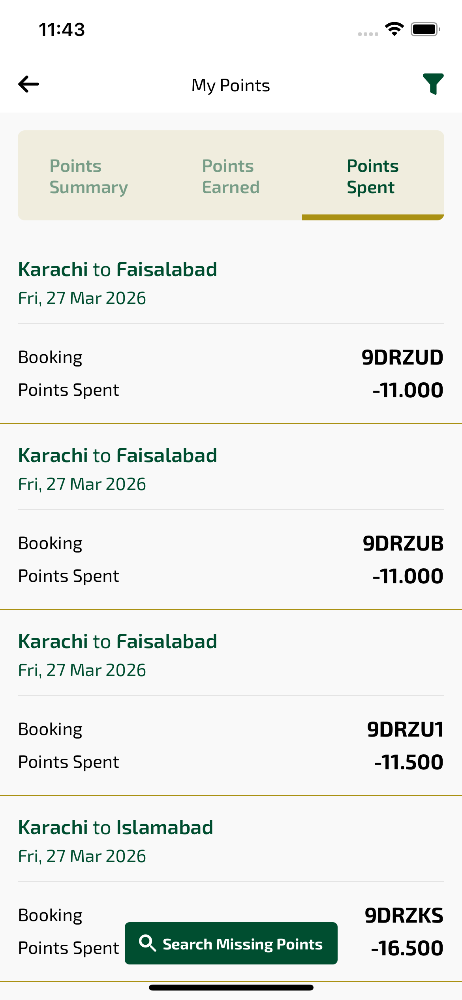 11:43
My Points
Points Summary
Points Earned
Points Spent
Karachi to Faisalabad
Fri, 27 Mar 2026
Booking 9DRZUD
Points Spent -11.000
Karachi to Faisalabad
Fri, 27 Mar 2026
Booking 9DRZUB
Points Spent -11.000
Karachi to Faisalabad
Fri, 27 Mar 2026
Booking 9DRZU1
Points Spent -11.500
Karachi to Islamabad
Fri, 27 Mar 2026
Booking 9DRZKS
Points Spent -16.500
Search Missing Points